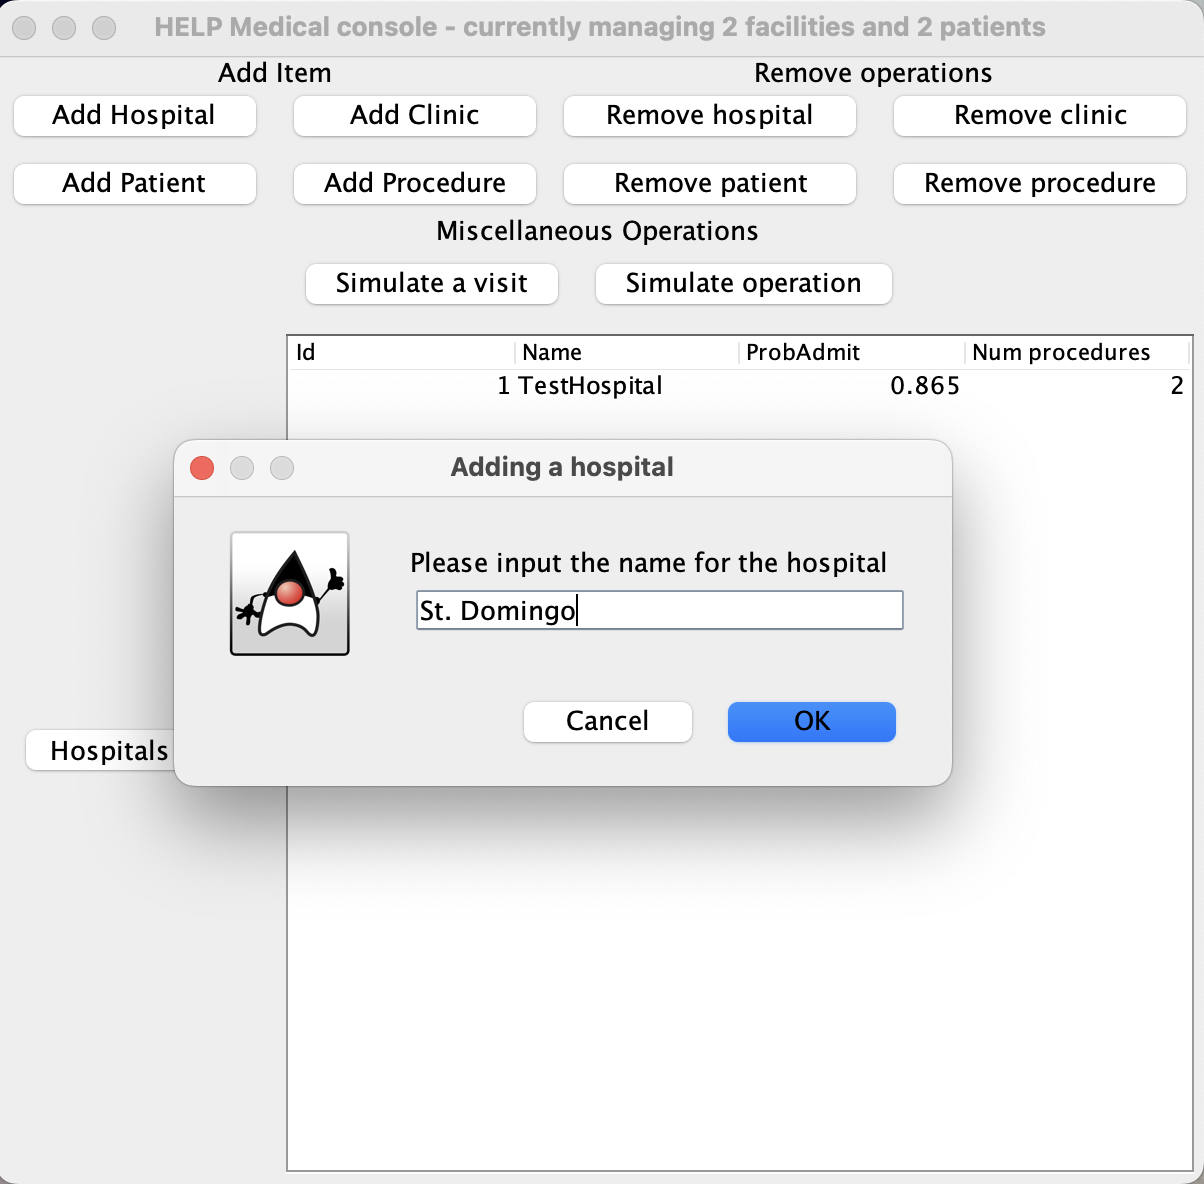 HELP Medical console - currently managing 2 facilities and 2 patients
Add Item Remove operations
Add Hospital Add Clinic Remove hospital Remove clinic
Add Patient Add Procedure Remove patient Remove procedure
Miscellaneous Operations
Simulate a visit Simulate operation
Id Name ProbAdmit Num procedures
1 TestHospital 0.865 2
Adding a hospital
Please input the name for the hospital
St. Domingo
Cancel OK
Hospitals